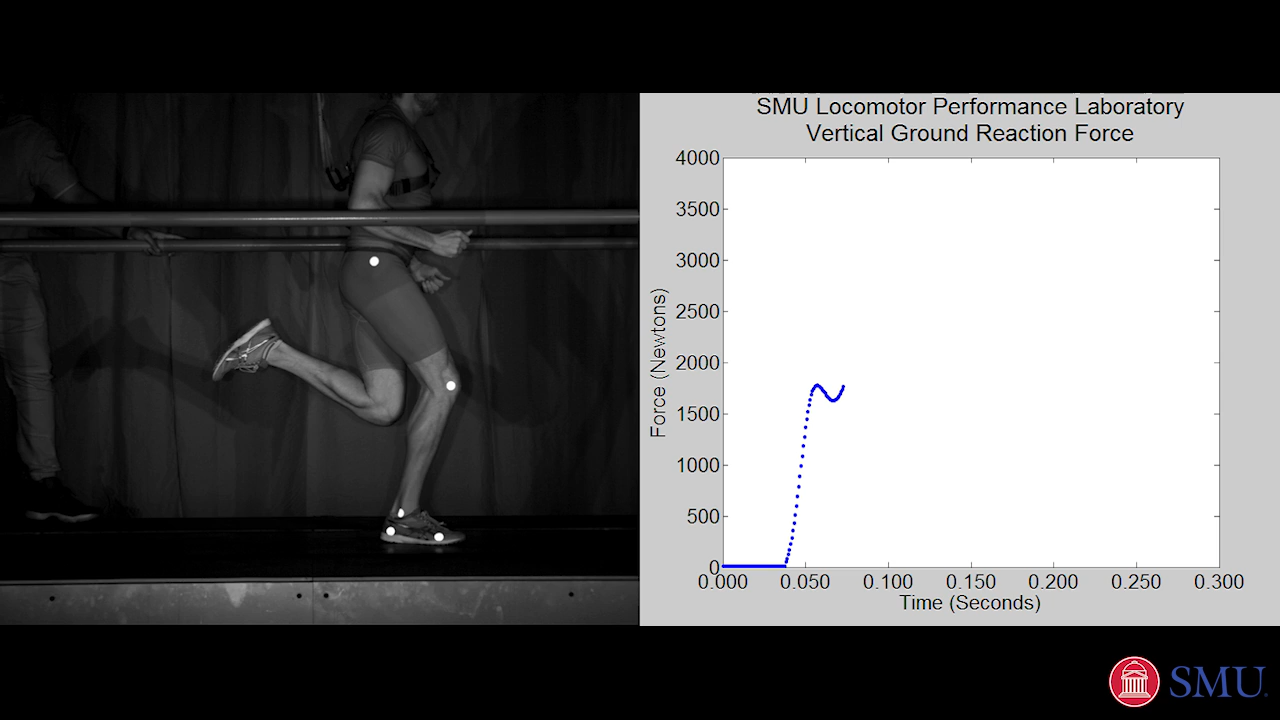 SMU Locomotor Performance Laboratory
Vertical Ground Reaction Force
4000
3500
3000
2500
2000
1500
1000
500
0
Force (Newtons)
0.000 0.050 0.100 0.150 0.200 0.250 0.300
Time (Seconds)
SMU